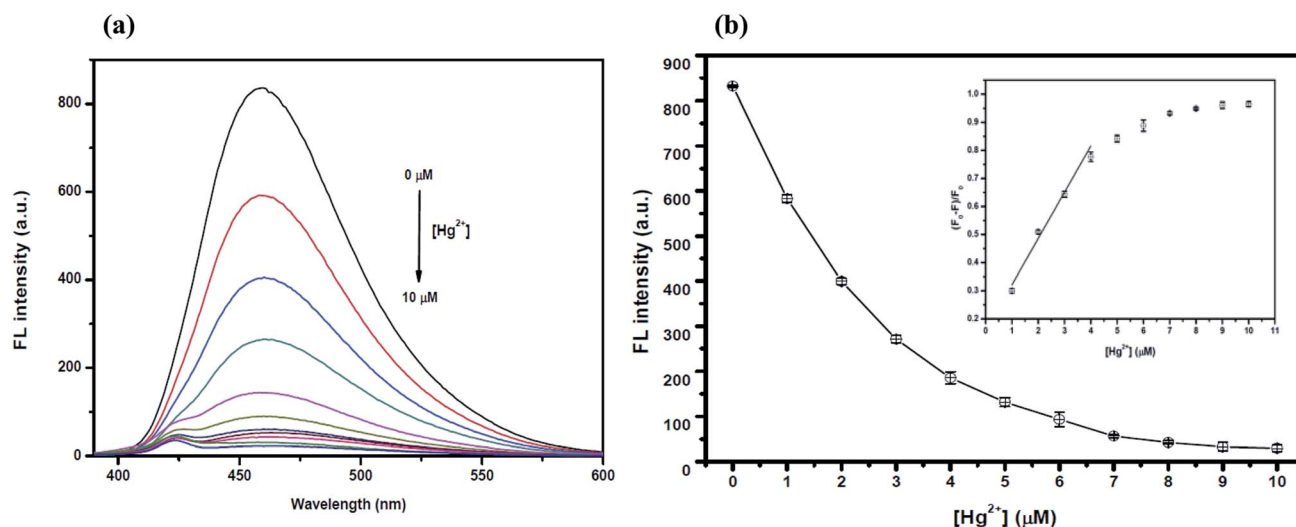 (a)
FL intensity (a.u.)
800
600
400
200
0
0 μM
[Hg²⁺]
10 μM
400
450
500
550
600
Wavelength (nm)
(b)
FL intensity (a.u.)
900
800
700
600
500
400
300
200
100
0
0 1 2 3 4 5 6 7 8 9 10
[Hg²⁺] (μM)
(F₀-F)/F₀
1.0
0.9
0.8
0.7
0.6
0.5
0.4
0.3
0.2
0 1 2 3 4 5 6 7 8 9 10 11
[Hg²⁺] (μM)